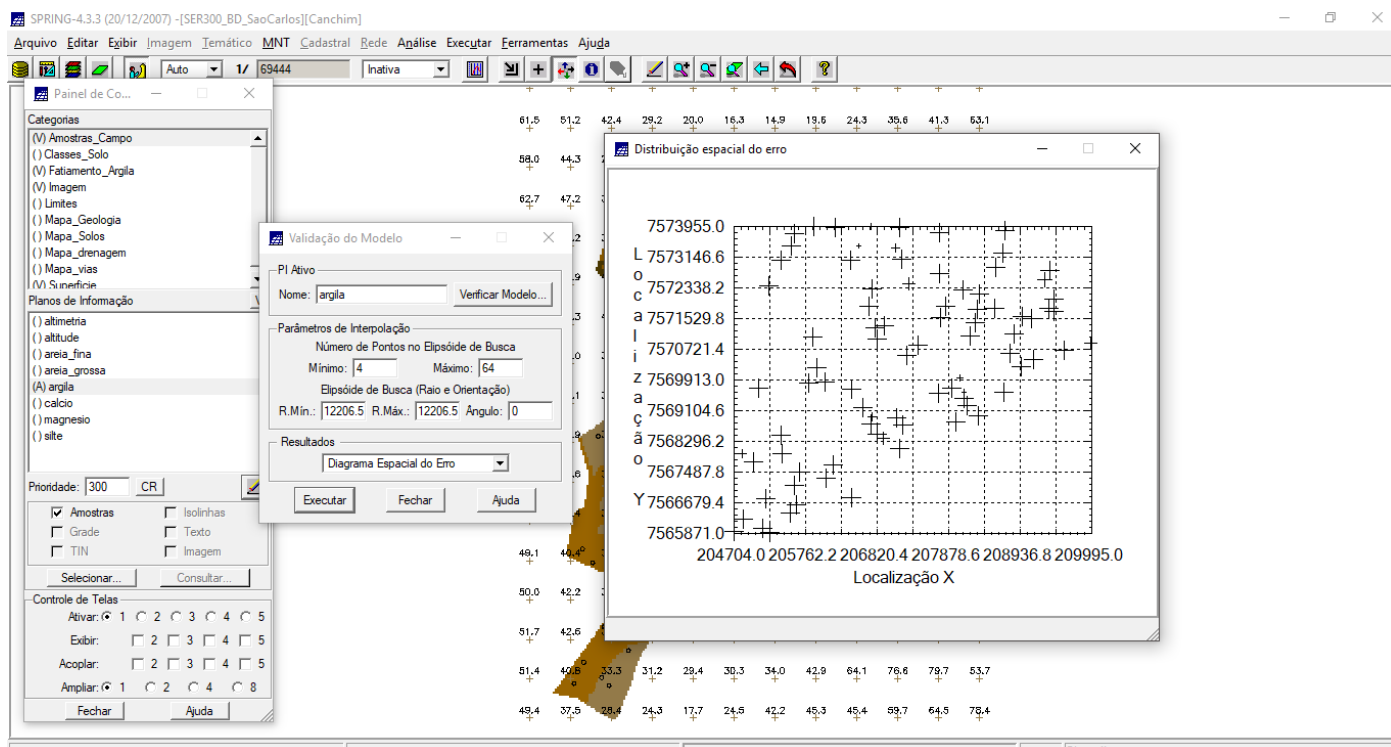 SPRING-4.3.3 (20/12/2007) -[SER300_BD_SaoCarlos][Canchim]
Arquivo Editar Exibir Imagem Temático MNT Cadastral Rede Análise Executar Ferramentas Ajuda
Auto 1/ 69444 Inativa
Painel de Co...
Categorias
(V) Amostras_Campo
() Classes_Solo
(V) Fatiamento_Argila
(V) Imagem
() Limites
() Mapa_Geologia
() Mapa_Solos
() Mapa_drenagem
() Mapa_vias
(V) Superficie
Planos de Informação
() altimetria
() altitude
() areia_fina
() areia_grossa
(A) argila
() calcio
() magnesio
() silte
Prioridade: 300 CR
Amostras Isolinhas
Grade Texto
TIN Imagem
Selecionar... Consultar...
Controle de Telas
Ativar: 1 2 3 4 5
Exibir: 2 3 4 5
Acoplar: 2 3 4 5
Ampliar: 1 2 4 8
Fechar Ajuda
Validação do Modelo
PI Ativo
Nome: argila Verificar Modelo...
Parâmetros de Interpolação
Número de Pontos no Elipsóide de Busca
Mínimo: 4 Máximo: 64
Elipsóide de Busca (Raio e Orientação)
R.Mín.: 12206.5 R.Máx.: 12206.5 Ângulo: 0
Resultados
Diagrama Espacial do Erro
Executar Fechar Ajuda
61.5 51.2 42.4 29.2 20.0 16.3 14.9 19.6 24.3 35.6 41.3 53.1
58.0 44.3
62.7 47.2
Distribuição espacial do erro
Localização Y
7573955.0
7573146.6
7572338.2
7571529.8
7570721.4
7569913.0
7569104.6
7568296.2
7567487.8
7566679.4
7565871.0
204704.0 205762.2 206820.4 207878.6 208936.8 209995.0
Localização X
49.1 40.4
50.0 42.2
51.7 42.6
51.4 40.8 33.3 31.2 29.4 30.3 34.0 42.9 64.1 76.6 79.7 53.7
49.4 37.5 28.4 24.3 17.7 24.5 42.2 45.3 45.4 59.7 64.5 78.4